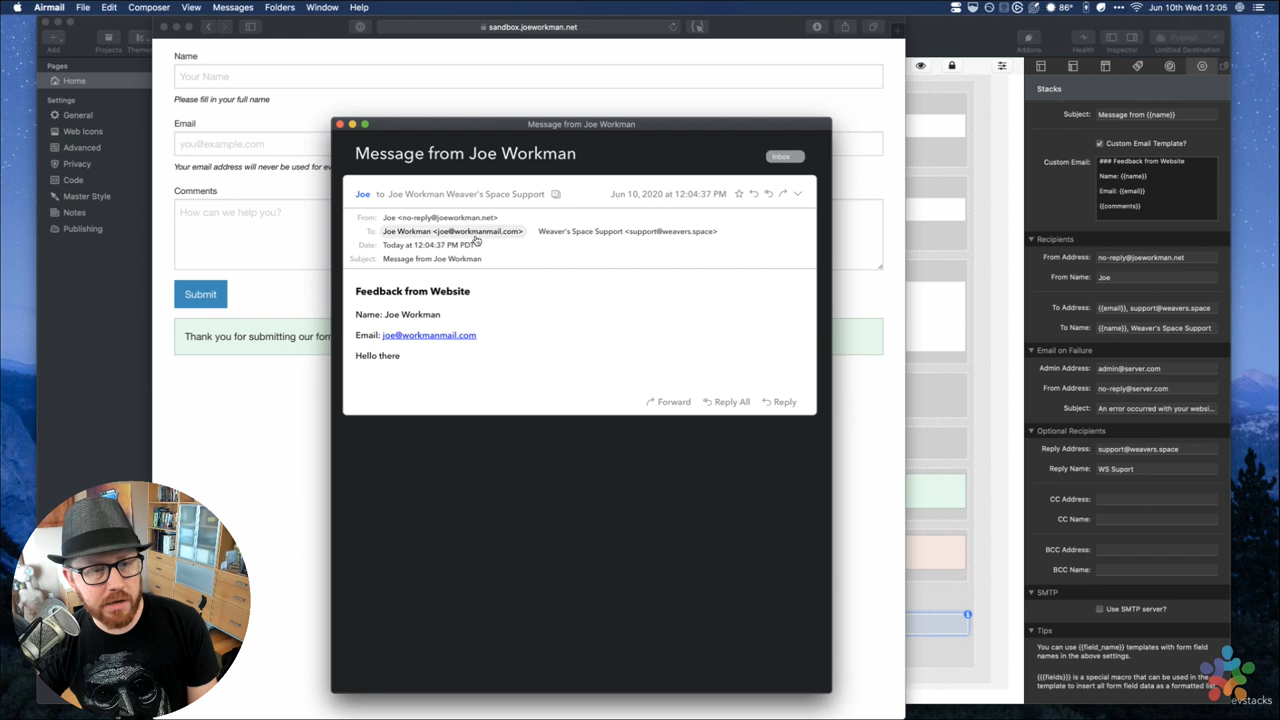 Airmail File Edit Composer View Messages Folders Window Help
86° Jun 10th Wed 12:05
sandbox.joeworkman.net
Add
Projects
Themes
Addons
Health
Inspector
Publish
Untitled Destination
Pages
Home
Settings
General
Web Icons
Advanced
Privacy
Code
Master Style
Notes
Publishing
Name
Your Name
Please fill in your full name
Email
you@example.com
Your email address will never be used for
Comments
How can we help you?
Submit
Thank you for submitting our
Message from Joe Workman
Message from Joe Workman
Inbox
Joe to Joe Workman Weaver's Space Support
Jun 10, 2020 at 12:04:37 PM
From: Joe <no-reply@joeworkman.net>
To: Joe Workman <joe@workmanmail.com> Weaver's Space Support <support@weavers.space>
Date: Today at 12:04:37 PM PDT
Subject: Message from Joe Workman
Feedback from Website
Name: Joe Workman
Email: joe@workmanmail.com
Hello there
Forward Reply All Reply
Stacks
Subject: Message from {{name}}
Custom Email Template?
Custom Email: ### Feedback from Website
Name: {{name}}
Email: {{email}}
{{comments}}
Recipients
From Address: no-reply@joeworkman.net
From Name: Joe
To Address: {{email}}, support@weavers.space
To Name: {{name}}, Weaver's Space Support
Email on Failure
Admin Address: admin@server.com
From Address: no-reply@server.com
Subject: An error occurred with your websi...
Optional Recipients
Reply Address: support@weavers.space
Reply Name: WS Suport
CC Address:
CC Name:
BCC Address:
BCC Name:
SMTP
Use SMTP server?
Tips
You can use {{field_name}} templates with form field
names in the above settings.
{{{fields}}} is a special macro that can be used in the
template to insert all form field data as a formatted list